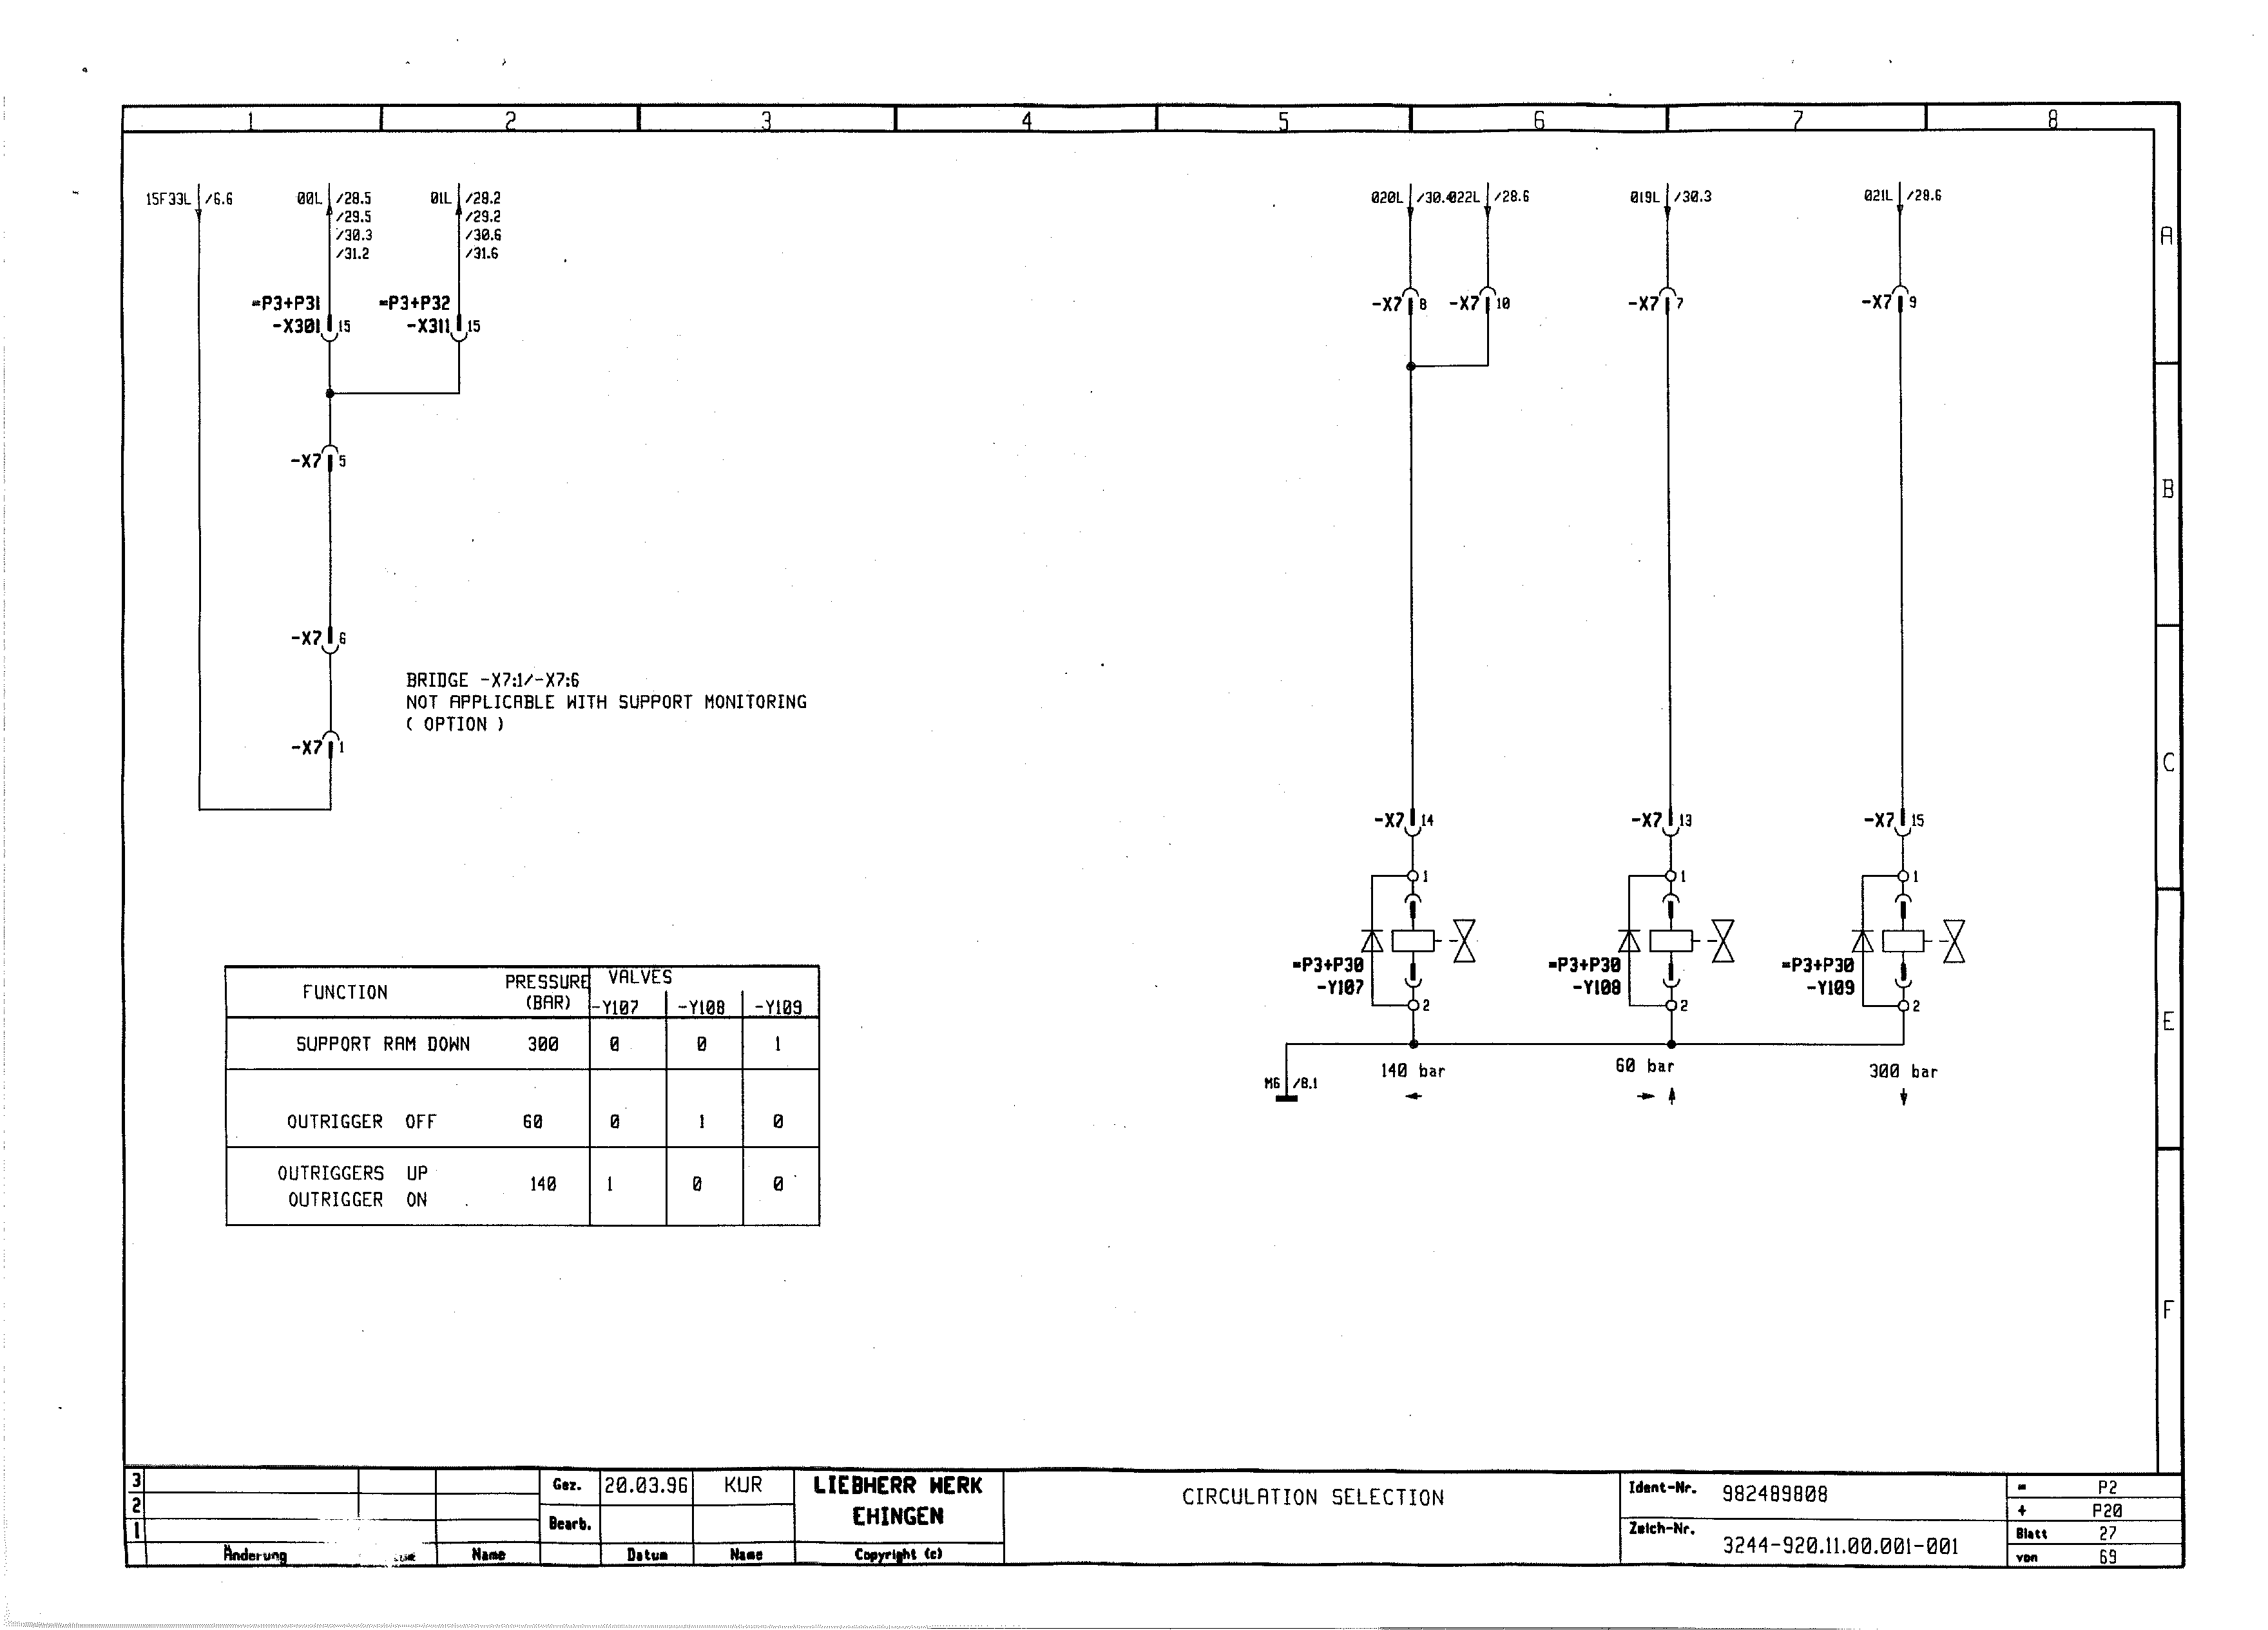 1 2 3 4 5 6 7 8
15F33L /6.6 00L /28.5 01L /28.2
/29.5 /29.2
/30.3 /30.6
/31.2 /31.6
020L /30.4 022L /28.6 019L /30.3 021L /28.6
A
=P3+P31 =P3+P32
-X301 15 -X311 15
-X7 8 -X7 10 -X7 7 -X7 9
-X7 5
B
-X7 6
BRIDGE -X7:1/-X7:6
NOT APPLICABLE WITH SUPPORT MONITORING
( OPTION )
-X7 1
C
-X7 14 -X7 13 -X7 15
1 1 1
=P3+P30 =P3+P30 =P3+P30
-Y107 -Y108 -Y109
2 2 2
E
M6 /8.1
140 bar 60 bar 300 bar
FUNCTION PRESSURE (BAR) VALVES
-Y107 -Y108 -Y109
SUPPORT RAM DOWN 300 0 0 1
OUTRIGGER OFF 60 0 1 0
OUTRIGGERS UP
OUTRIGGER ON 140 1 0 0
F
3
2
1
Änderung Name
Gez. 20.03.96 KUR
Bearb.
Datum Name
LIEBHERR WERK
EHINGEN
Copyright (c)
CIRCULATION SELECTION
Ident-Nr. 982489808
Zeich-Nr. 3244-920.11.00.001-001
= P2
+ P20
Blatt 27
von 69